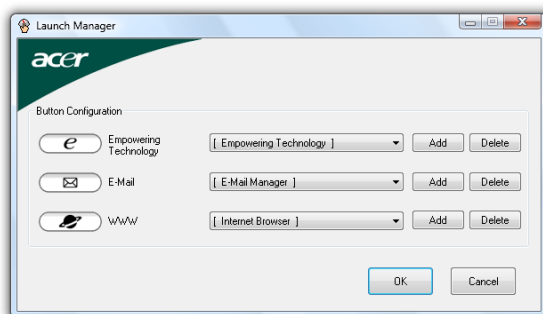 Launch Manager
acer
Button Configuration
Empowering
Technology
[ Empowering Technology ]
Add
Delete
E-Mail
[ E-Mail Manager ]
Add
Delete
WWW
[ Internet Browser ]
Add
Delete
OK
Cancel